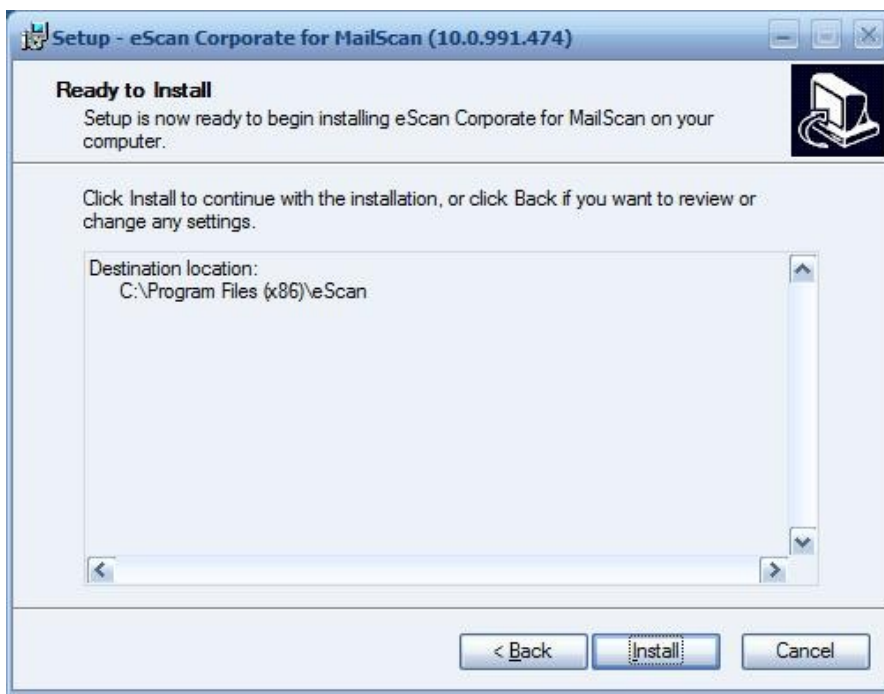 Setup - eScan Corporate for MailScan (10.0.991.474)
Ready to Install
Setup is now ready to begin installing eScan Corporate for MailScan on your
computer.
Click Install to continue with the installation, or click Back if you want to review or
change any settings.
Destination location:
C:\Program Files (x86)\eScan
< Back
Install
Cancel